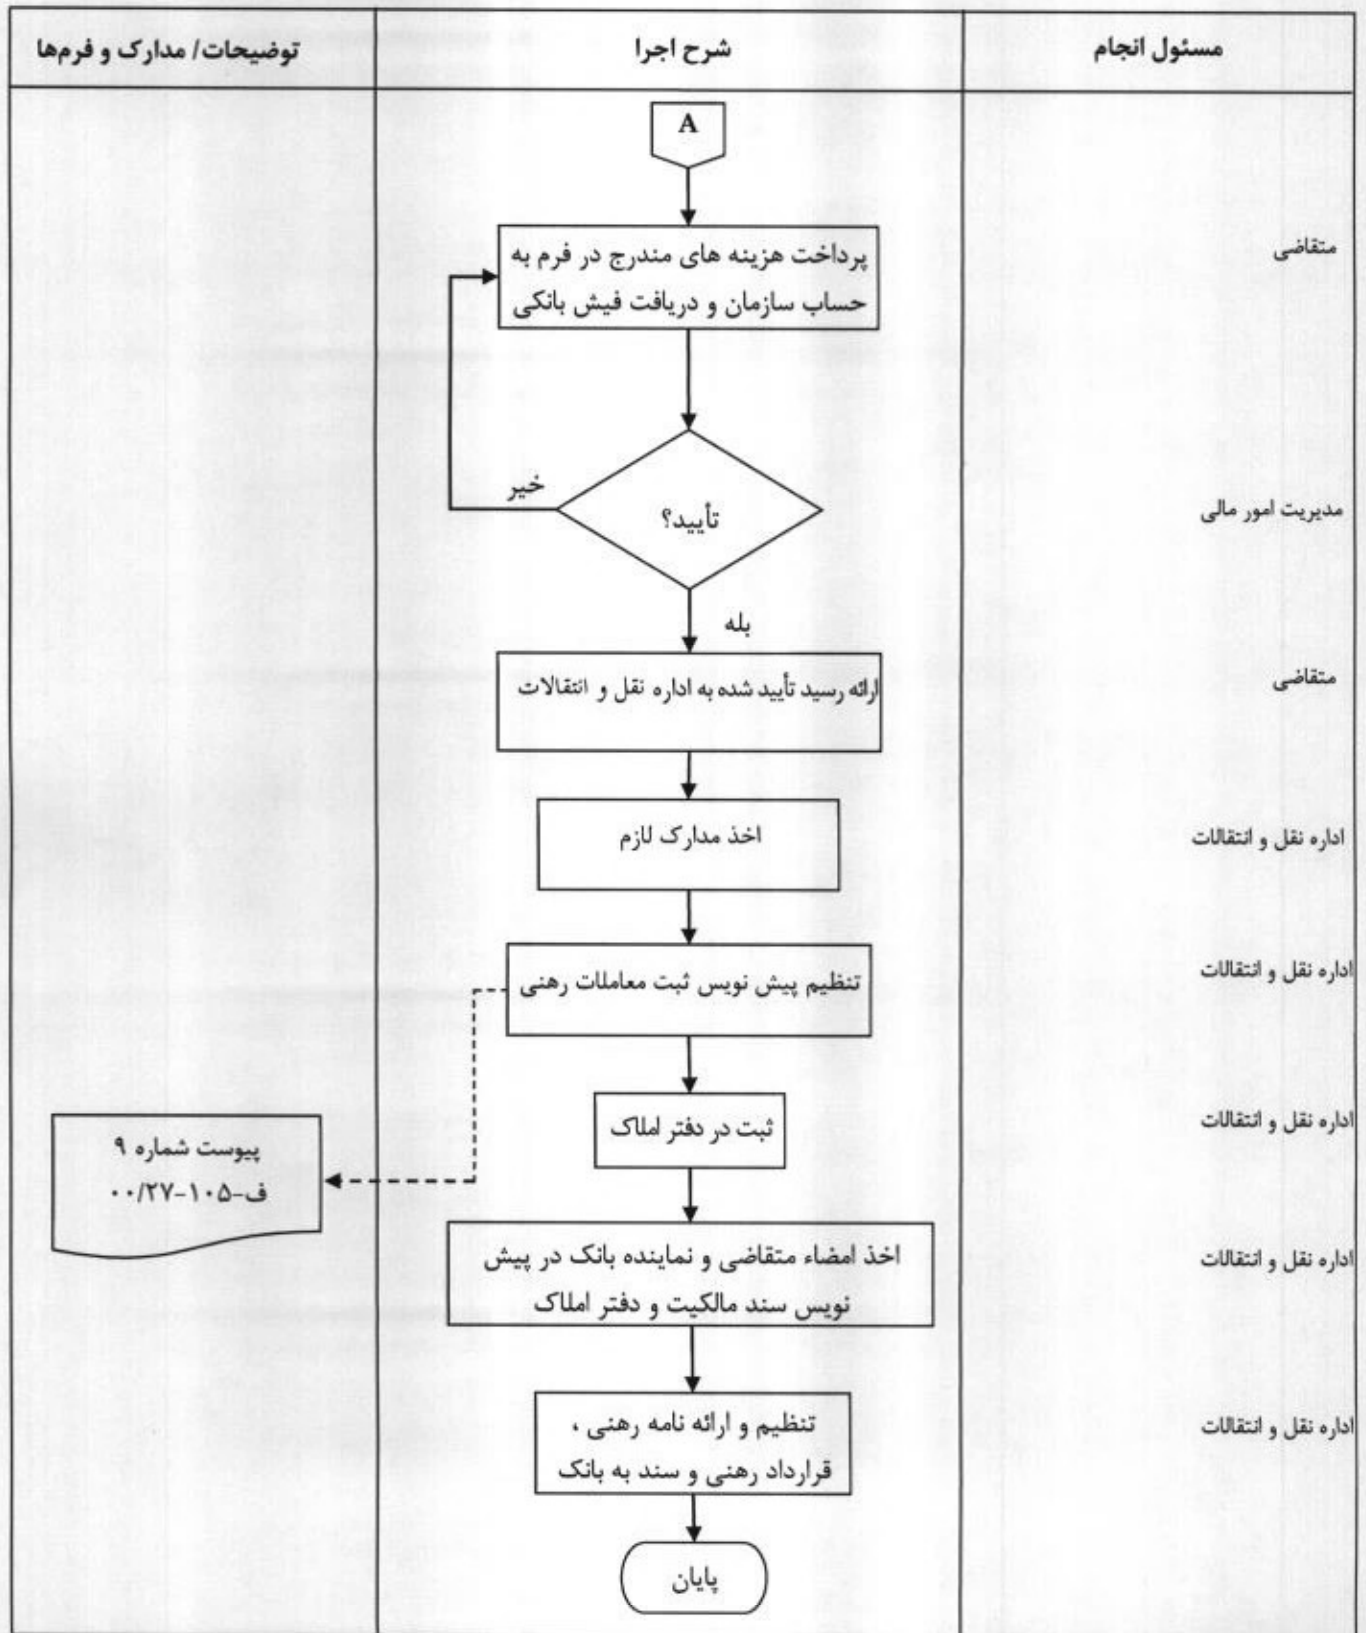 مسئول انجام
شرح اجرا
توضیحات/ مدارک و فرم‌ها
A
متقاضی
پرداخت هزینه های مندرج در فرم به
حساب سازمان و دریافت فیش بانکی
خیر
مدیریت امور مالی
تأیید؟
بله
متقاضی
ارائه رسید تأیید شده به اداره نقل و انتقالات
اداره نقل و انتقالات
اخذ مدارک لازم
اداره نقل و انتقالات
تنظیم پیش نویس ثبت معاملات رهنی
اداره نقل و انتقالات
ثبت در دفتر املاک
پیوست شماره ۹
ف-۱۰۵-۰۰/۲۷
اداره نقل و انتقالات
اخذ امضاء متقاضی و نماینده بانک در پیش
نویس سند مالکیت و دفتر املاک
اداره نقل و انتقالات
تنظیم و ارائه نامه رهنی ،
قرارداد رهنی و سند به بانک
پایان